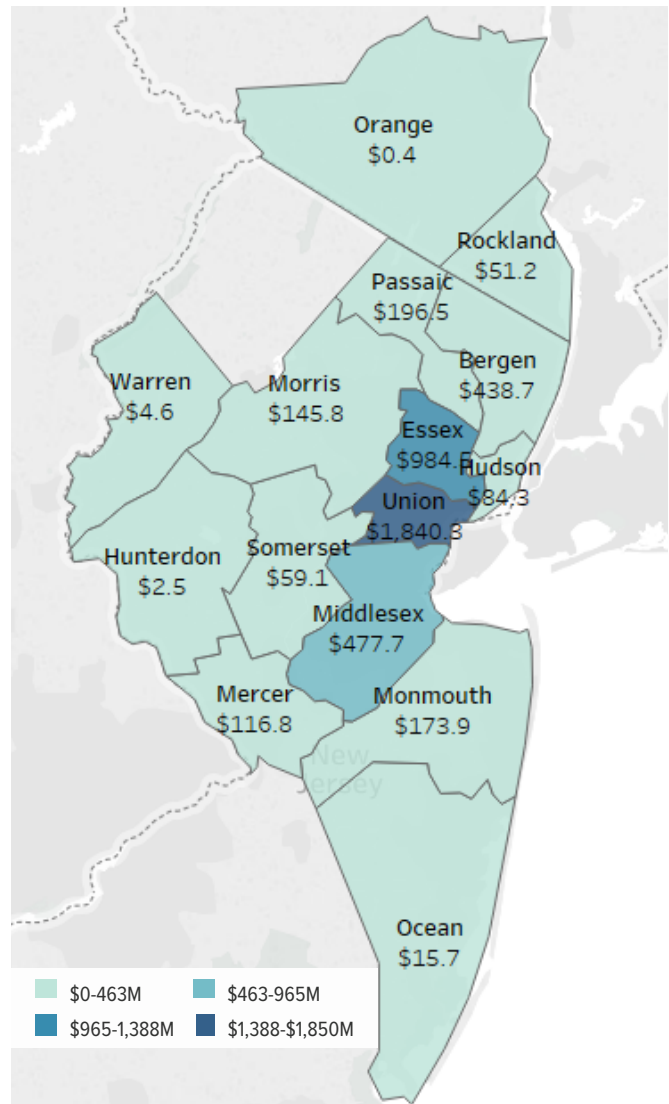 Orange
$0.4
Rockland
$51.2
Passaic
$196.5
Bergen
$438.7
Warren
$4.6
Morris
$145.8
Essex
$984.5
Hudson
$84.3
Union
$1,840.3
Hunterdon
$2.5
Somerset
$59.1
Middlesex
$477.7
Mercer
$116.8
Monmouth
$173.9
New
Jersey
Ocean
$15.7
$0-463M
$463-965M
$965-1,388M
$1,388-$1,850M